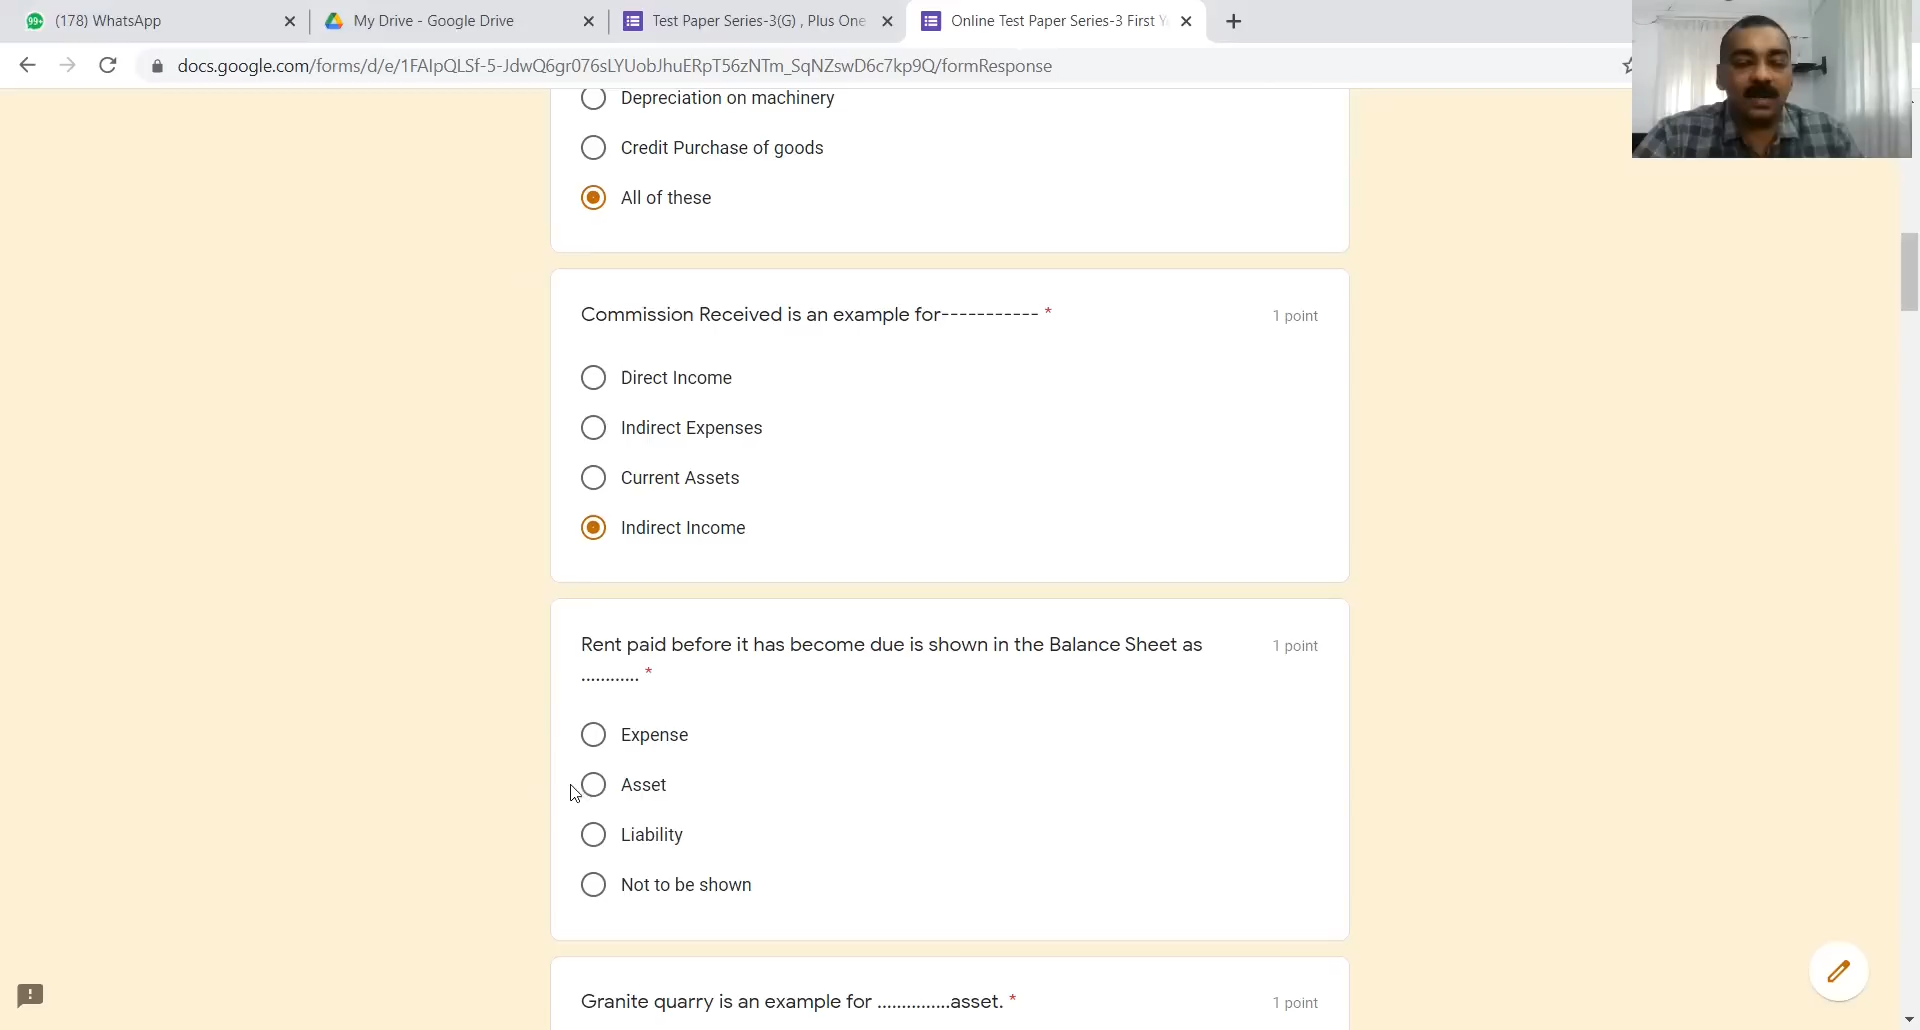 99+ (178) WhatsApp
My Drive - Google Drive
Test Paper Series-3(G) , Plus One
Online Test Paper Series-3 First Y
docs.google.com/forms/d/e/1FAIpQLSf-5-JdwQ6gr076sLYUobJhuERpT56zNTm_SqNZswD6c7kp9Q/formResponse
Depreciation on machinery
Credit Purchase of goods
All of these
Commission Received is an example for----------- *
1 point
Direct Income
Indirect Expenses
Current Assets
Indirect Income
Rent paid before it has become due is shown in the Balance Sheet as
............ *
1 point
Expense
Asset
Liability
Not to be shown
Granite quarry is an example for ...............asset. *
1 point